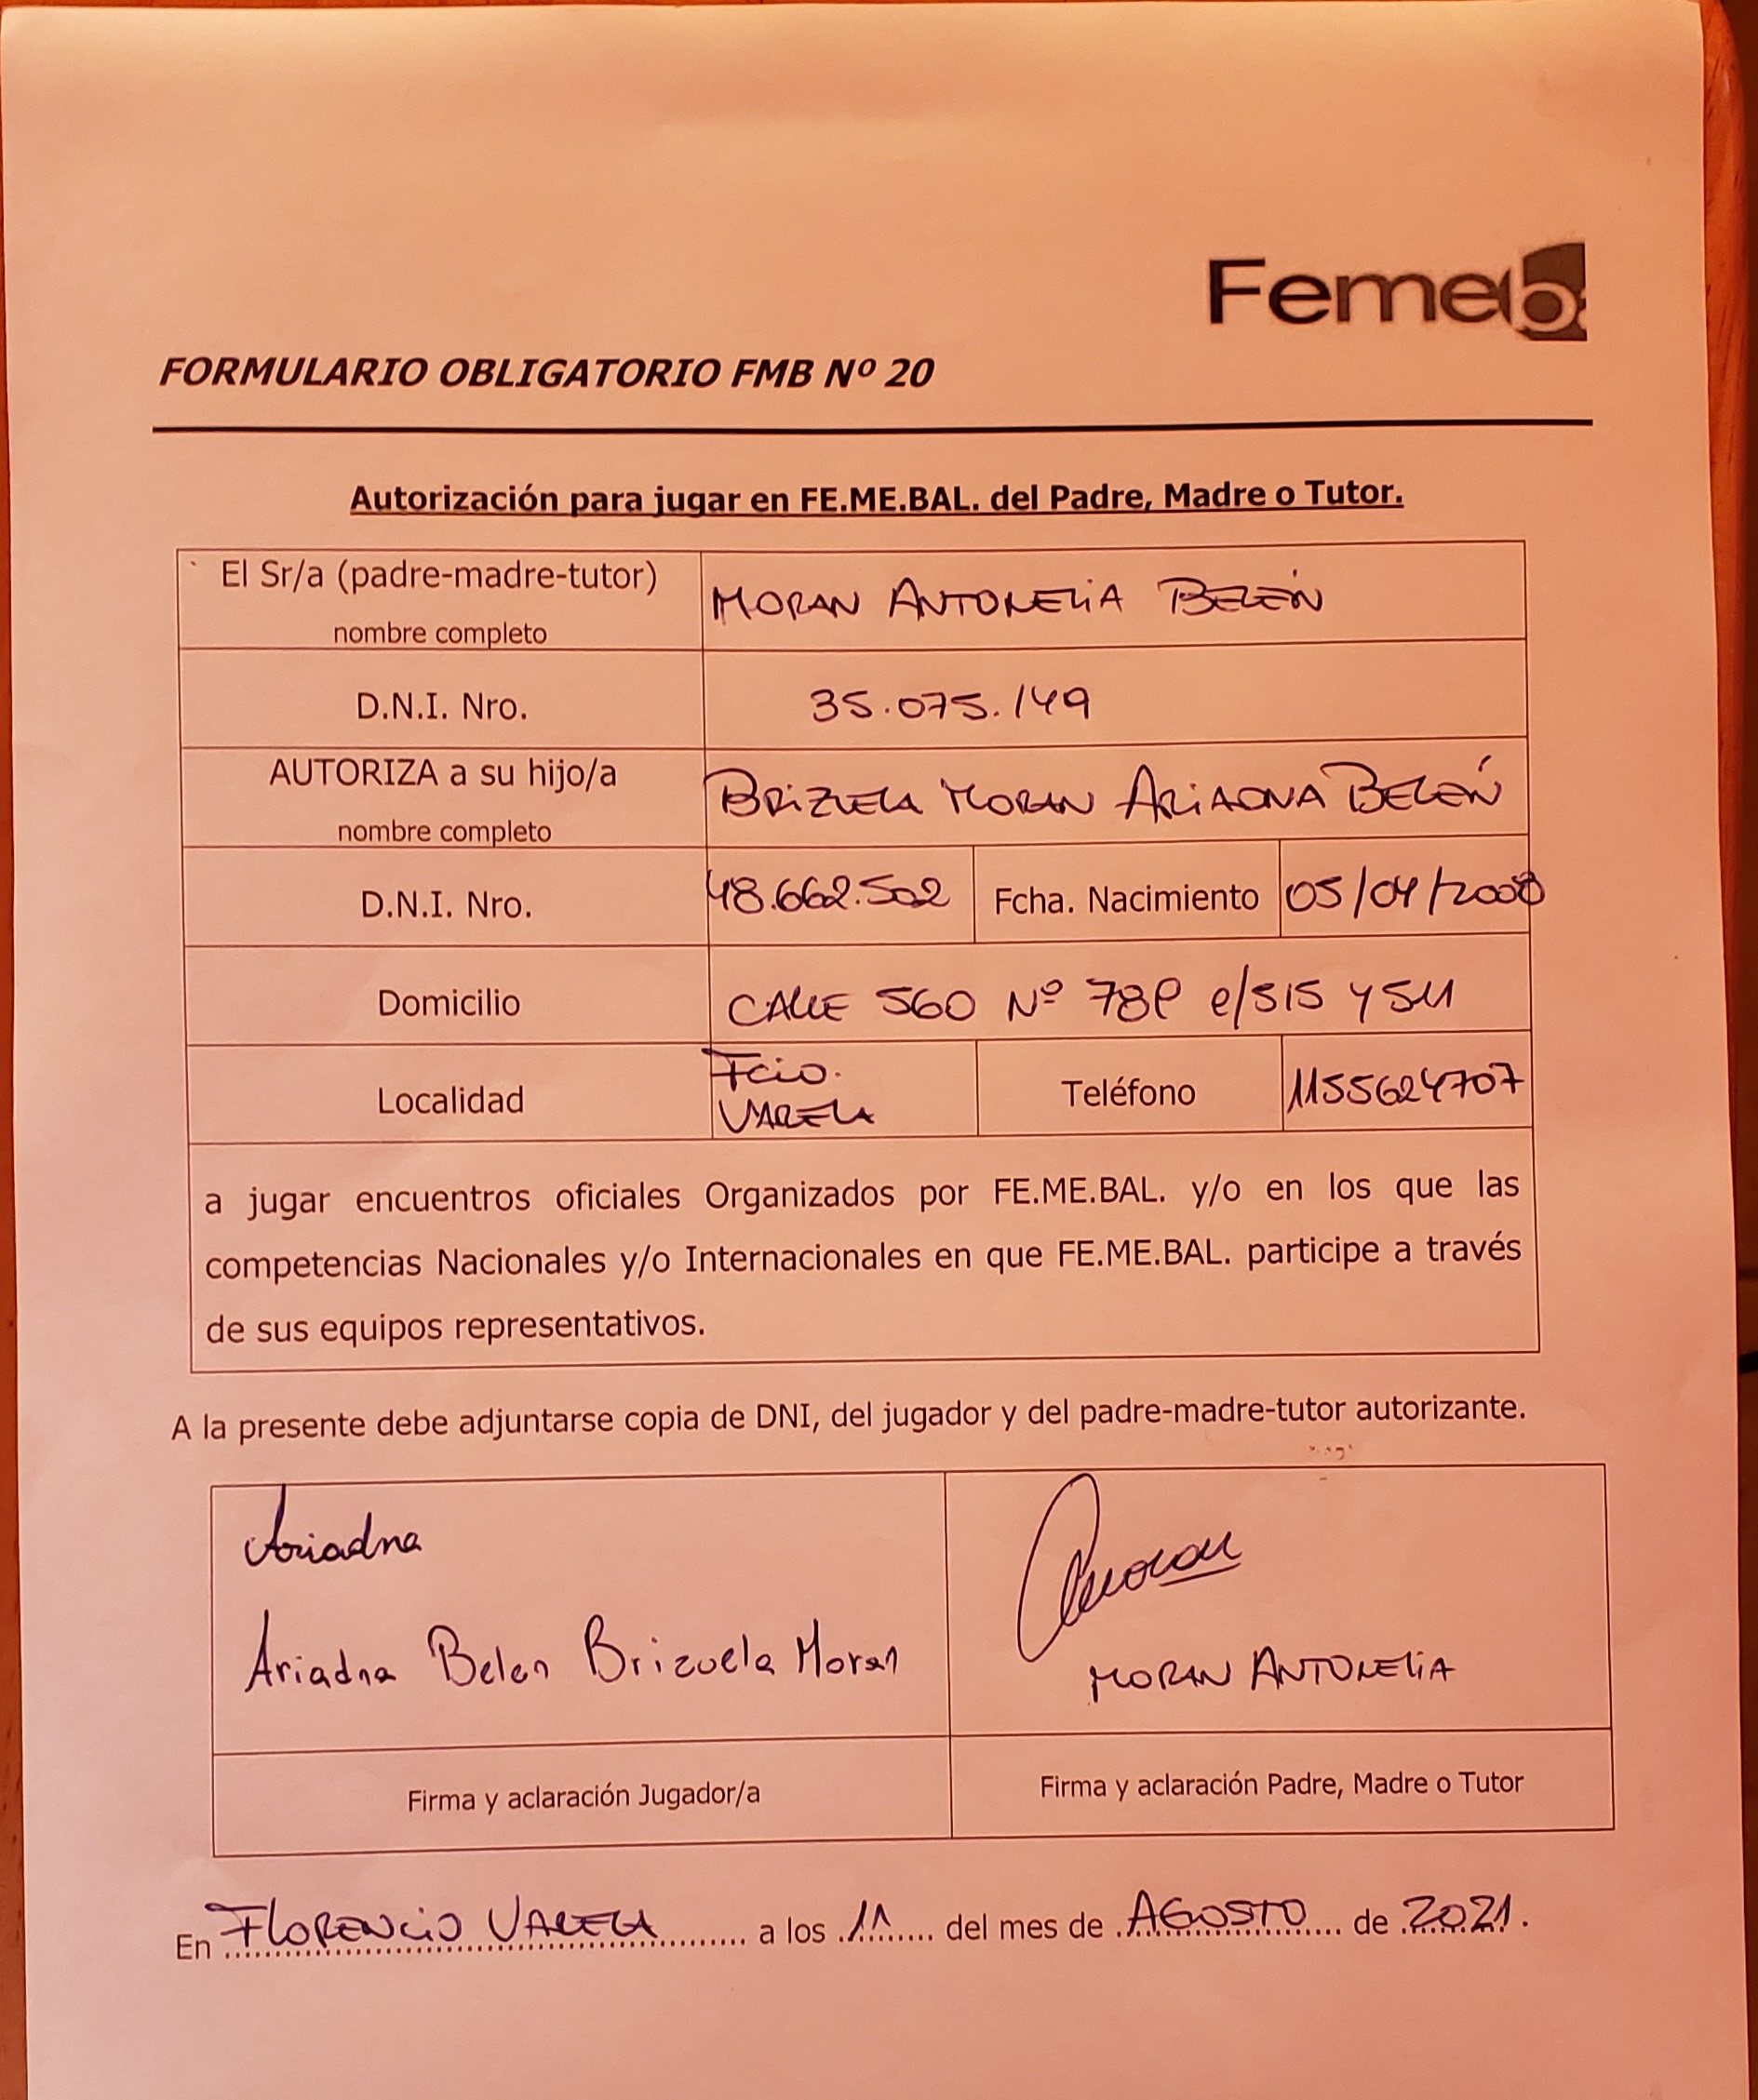 Femeb
FORMULARIO OBLIGATORIO FMB Nº 20
Autorización para jugar en FE.ME.BAL. del Padre, Madre o Tutor.
El Sr/a (padre-madre-tutor) nombre completo MORAN ANTONELIA BELÉN
D.N.I. Nro. 35.075.149
AUTORIZA a su hijo/a nombre completo BRIZUELA MORAN ARIADNA BELÉN
D.N.I. Nro. 48.662.502 Fcha. Nacimiento 05/04/2008
Domicilio CALLE 560 Nº 78 e/515 Y
Localidad Fcio. VARELA Teléfono 1155624707
a jugar encuentros oficiales Organizados por FE.ME.BAL. y/o en los que las
competencias Nacionales y/o Internacionales en que FE.ME.BAL. participe a través
de sus equipos representativos.
A la presente debe adjuntarse copia de DNI, del jugador y del padre-madre-tutor autorizante.
Ariadna
Ariadna Belen Brizuela Moran
Firma y aclaración Jugador/a
Moran
MORAN ANTONELIA
Firma y aclaración Padre, Madre o Tutor
En FLORENCIO VARELA a los 11 del mes de AGOSTO de 2021.